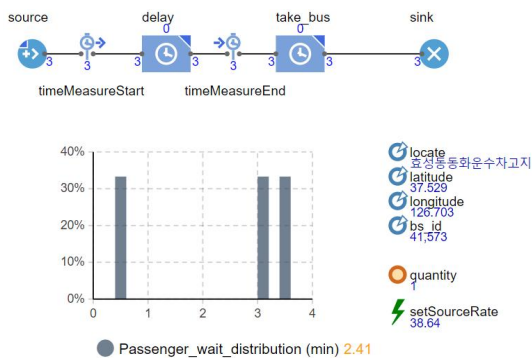 source delay take_bus sink
0 0
3 3 3 3 3 3 3 3
timeMeasureStart timeMeasureEnd
40%
30%
20%
10%
0%
0 1 2 3 4
Passenger_wait_distribution (min) 2.41
locate
효성동동화운수차고지
latitude
37.529
longitude
126.703
bs_id
41,573
quantity
1
setSourceRate
38.64